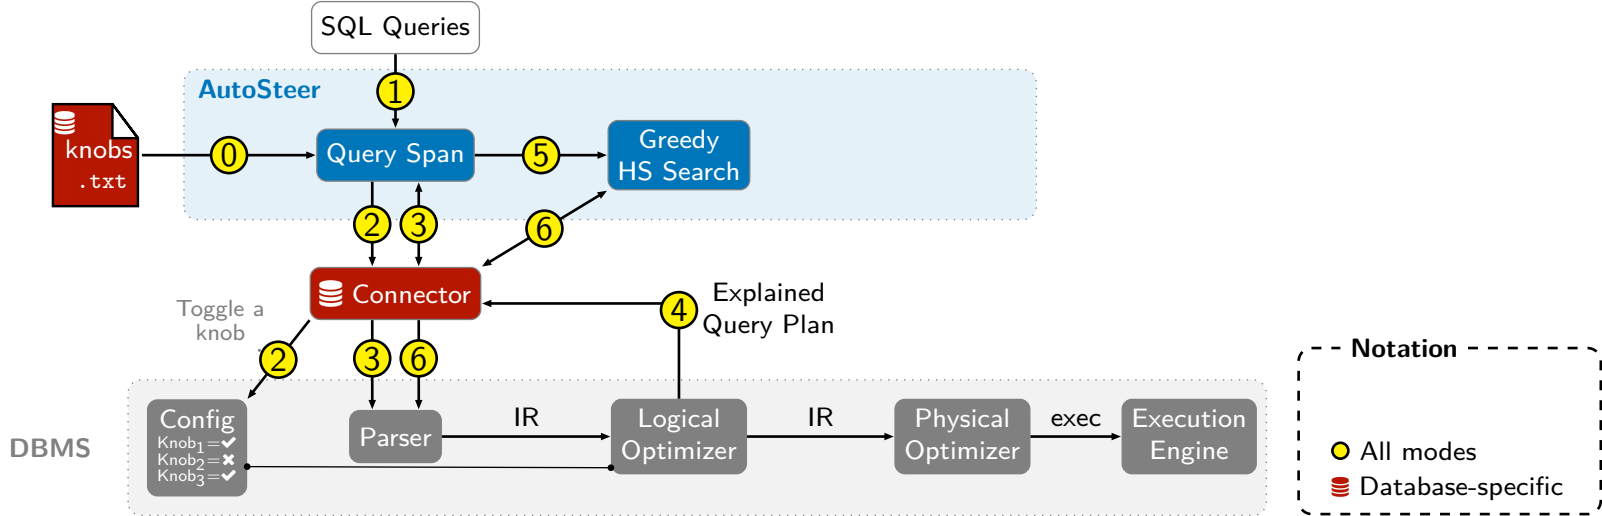 SQL Queries
AutoSteer
1
knobs
.txt
0
Query Span
5
Greedy
HS Search
2
3
6
Connector
Toggle a
knob
2
3
6
4
Explained
Query Plan
Notation
All modes
Database-specific
DBMS
Config
Knob1=✔
Knob2=✖
Knob3=✔
Parser
IR
Logical
Optimizer
IR
Physical
Optimizer
exec
Execution
Engine